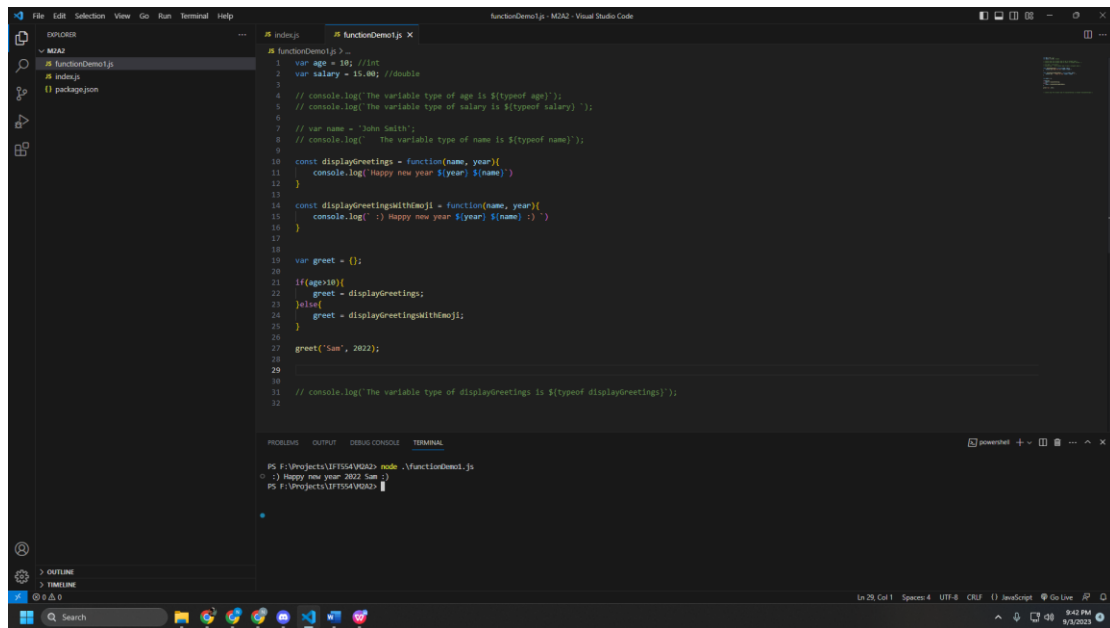 File Edit Selection View Go Run Terminal Help
functionDemo1.js - M2A2 - Visual Studio Code
EXPLORER
M2A2
JS functionDemo1.js
JS index.js
{} package.json
JS index.js
JS functionDemo1.js
JS functionDemo1.js > ...
1 var age = 10; //int
2 var salary = 15.00; //double
3
4 // console.log(`The variable type of age is ${typeof age}`);
5 // console.log(`The variable type of salary is ${typeof salary} `);
6
7 // var name = 'John Smith';
8 // console.log(`   The variable type of name is ${typeof name}`);
9
10 const displayGreetings = function(name, year){
11     console.log(`Happy new year ${year} ${name}`)
12 }
13
14 const displayGreetingsWithEmoji = function(name, year){
15     console.log(` :) Happy new year ${year} ${name} :) `)
16 }
17
18
19 var greet = {};
20
21 if(age>10){
22     greet = displayGreetings;
23 }else{
24     greet = displayGreetingsWithEmoji;
25 }
26
27 greet('Sam', 2022);
28
29
30
31 // console.log(`The variable type of displayGreetings is ${typeof displayGreetings}`);
32
PROBLEMS OUTPUT DEBUG CONSOLE TERMINAL
powershell
PS F:\Projects\IFT554\M2A2> node .\functionDemo1.js
:) Happy new year 2022 Sam :)
PS F:\Projects\IFT554\M2A2>
OUTLINE
TIMELINE
0 0
Ln 29, Col 1 Spaces: 4 UTF-8 CRLF {} JavaScript Go Live
Search
9:42 PM
9/3/2023